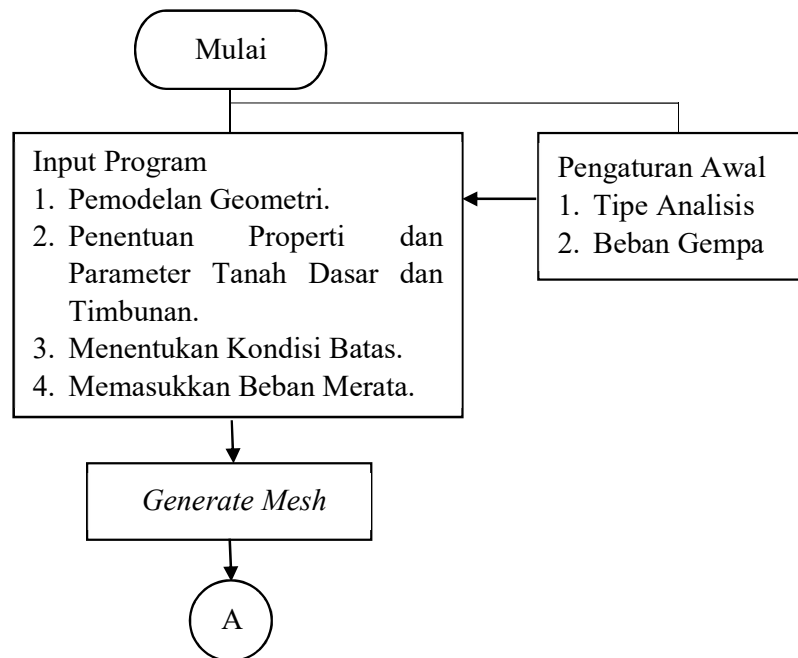 Mulai
Input Program
1. Pemodelan Geometri.
2. Penentuan Properti dan
Parameter Tanah Dasar dan
Timbunan.
3. Menentukan Kondisi Batas.
4. Memasukkan Beban Merata.
Pengaturan Awal
1. Tipe Analisis
2. Beban Gempa
Generate Mesh
A